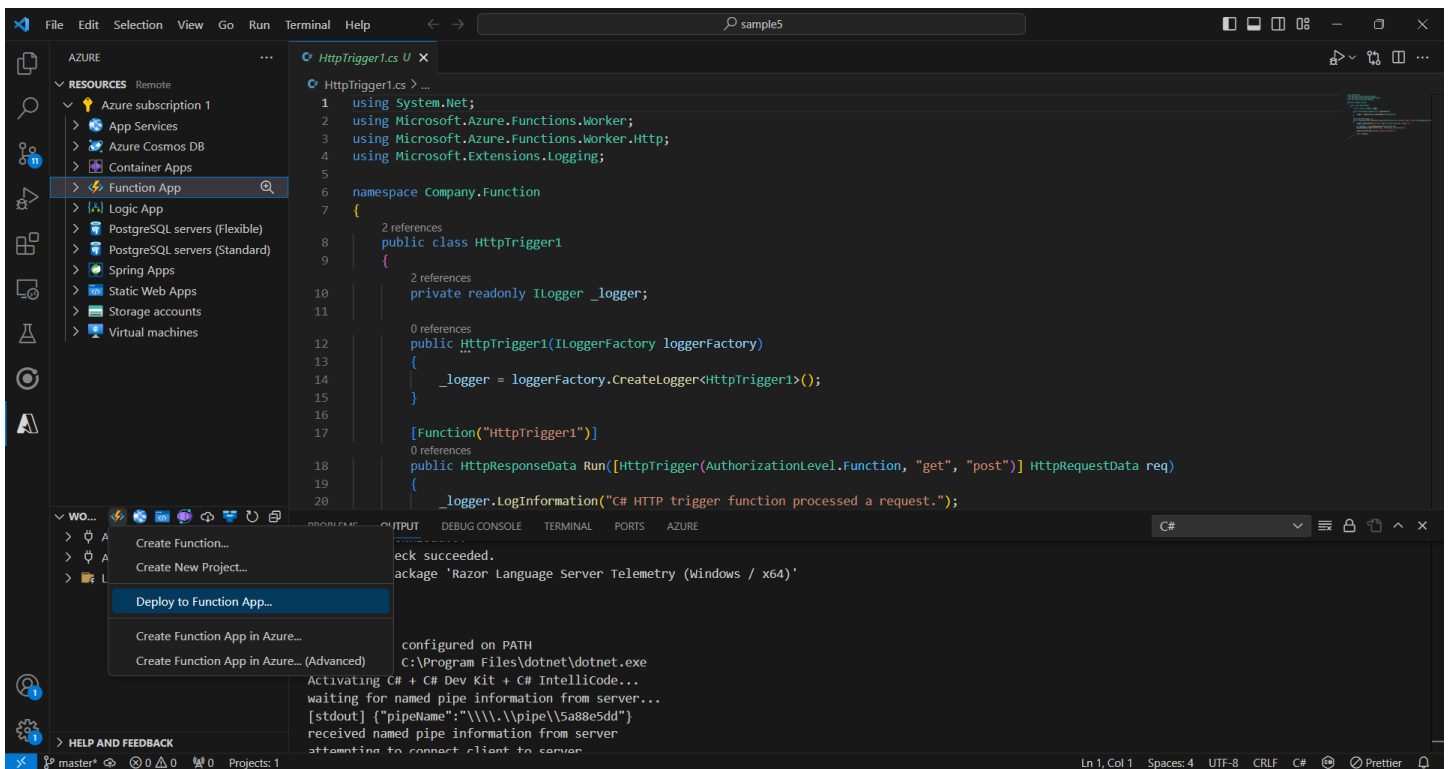 File Edit Selection View Go Run Terminal Help
sample5
AZURE
HttpTrigger1.cs U
RESOURCES Remote
Azure subscription 1
App Services
Azure Cosmos DB
Container Apps
Function App
Logic App
PostgreSQL servers (Flexible)
PostgreSQL servers (Standard)
Spring Apps
Static Web Apps
Storage accounts
Virtual machines
HttpTrigger1.cs > ...
1 using System.Net;
2 using Microsoft.Azure.Functions.Worker;
3 using Microsoft.Azure.Functions.Worker.Http;
4 using Microsoft.Extensions.Logging;
5
6 namespace Company.Function
7 {
2 references
8 public class HttpTrigger1
9 {
2 references
10 private readonly ILogger _logger;
11
0 references
12 public HttpTrigger1(ILoggerFactory loggerFactory)
13 {
14 _logger = loggerFactory.CreateLogger<HttpTrigger1>();
15 }
16
17 [Function("HttpTrigger1")]
0 references
18 public HttpResponseData Run([HttpTrigger(AuthorizationLevel.Function, "get", "post")] HttpRequestData req)
19 {
20 _logger.LogInformation("C# HTTP trigger function processed a request.");
11
WO...
A
A
L
Create Function...
Create New Project...
Deploy to Function App...
Create Function App in Azure...
Create Function App in Azure... (Advanced)
PROBLEMS OUTPUT DEBUG CONSOLE TERMINAL PORTS AZURE
C#
eck succeeded.
ackage 'Razor Language Server Telemetry (Windows / x64)'
configured on PATH
C:\Program Files\dotnet\dotnet.exe
Activating C# + C# Dev Kit + C# IntelliCode...
waiting for named pipe information from server...
[stdout] {"pipeName":"\\\\.\\pipe\\5a88e5dd"}
received named pipe information from server
attempting to connect client to server
1
1
HELP AND FEEDBACK
master* 0 0 0 Projects: 1
Ln 1, Col 1 Spaces: 4 UTF-8 CRLF C# Prettier